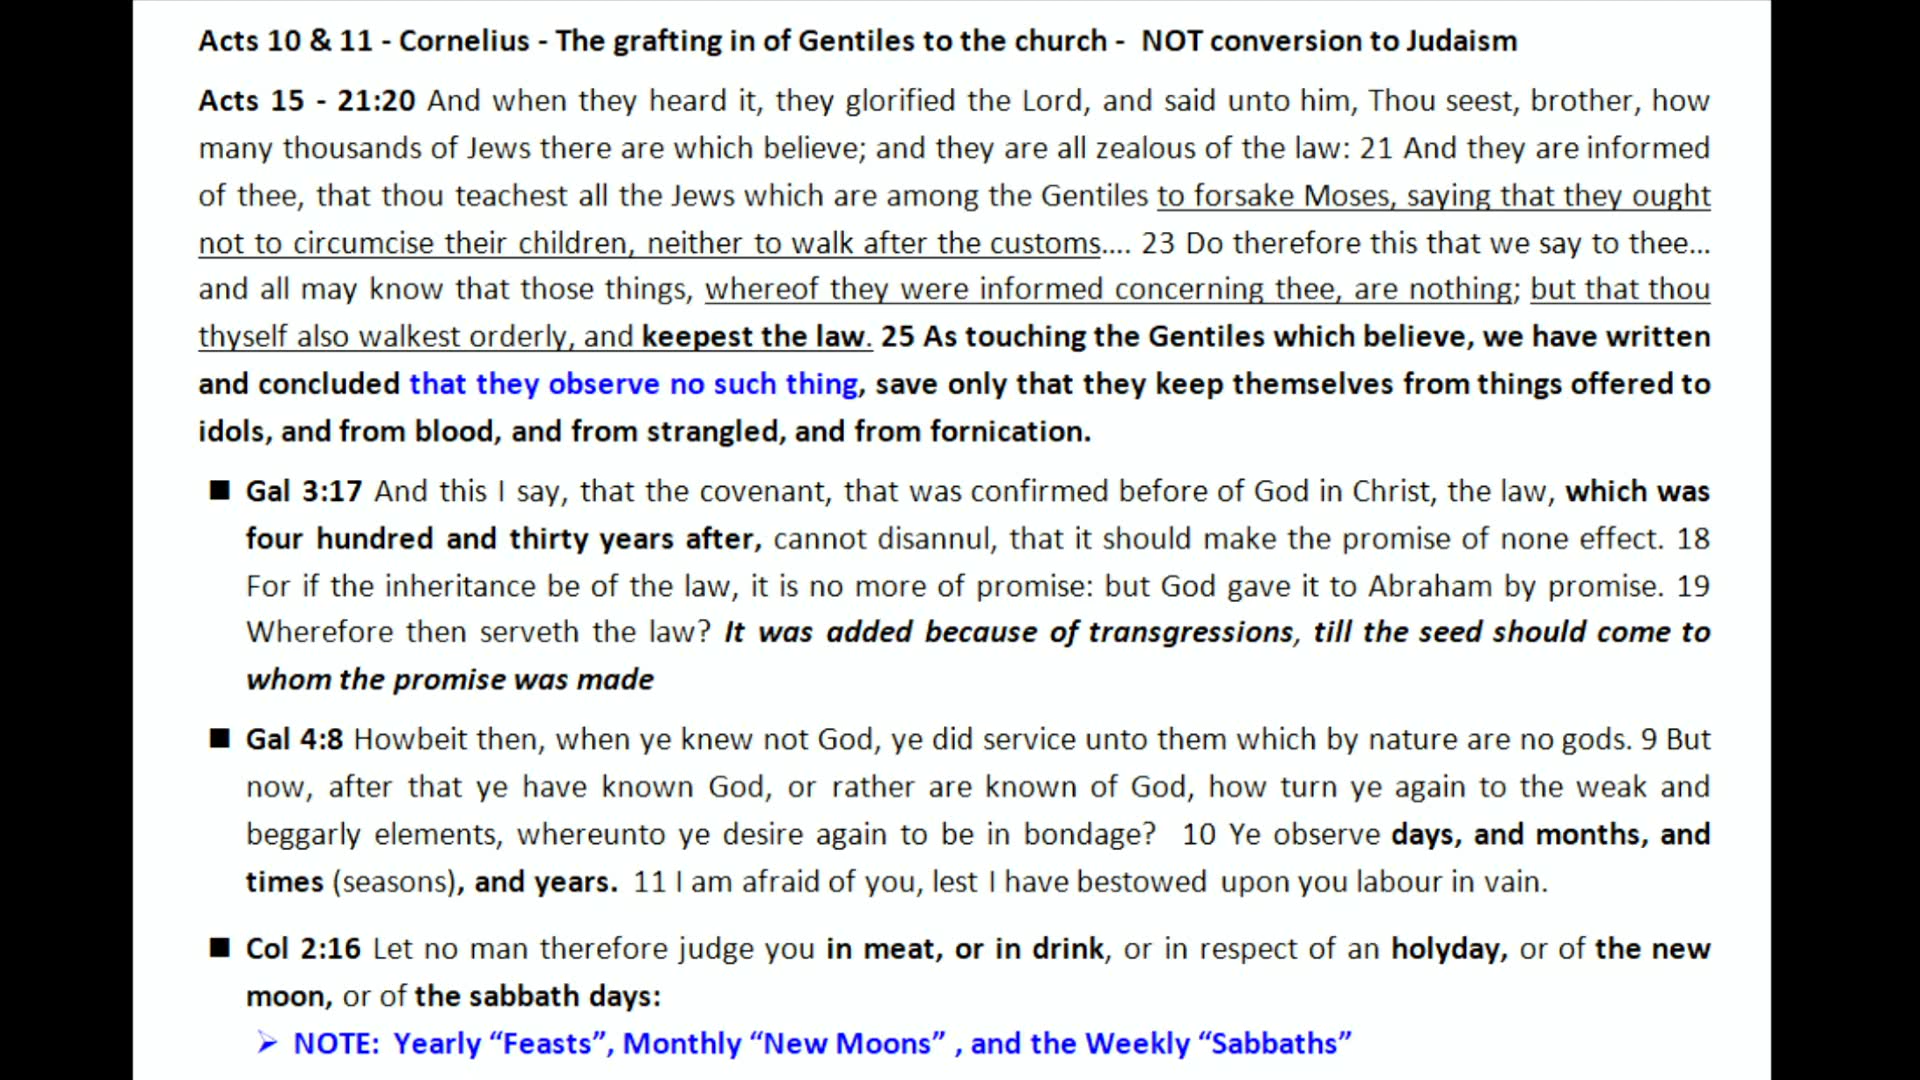 Acts 10 & 11 - Cornelius - The grafting in of Gentiles to the church - NOT conversion to Judaism
Acts 15 - 21:20 And when they heard it, they glorified the Lord, and said unto him, Thou seest, brother, how
many thousands of Jews there are which believe; and they are all zealous of the law: 21 And they are informed
of thee, that thou teachest all the Jews which are among the Gentiles to forsake Moses, saying that they ought
not to circumcise their children, neither to walk after the customs.... 23 Do therefore this that we say to thee...
and all may know that those things, whereof they were informed concerning thee, are nothing; but that thou
thyself also walkest orderly, and keepest the law. 25 As touching the Gentiles which believe, we have written
and concluded that they observe no such thing, save only that they keep themselves from things offered to
idols, and from blood, and from strangled, and from fornication.
■ Gal 3:17 And this I say, that the covenant, that was confirmed before of God in Christ, the law, which was
four hundred and thirty years after, cannot disannul, that it should make the promise of none effect. 18
For if the inheritance be of the law, it is no more of promise: but God gave it to Abraham by promise. 19
Wherefore then serveth the law? It was added because of transgressions, till the seed should come to
whom the promise was made
■ Gal 4:8 Howbeit then, when ye knew not God, ye did service unto them which by nature are no gods. 9 But
now, after that ye have known God, or rather are known of God, how turn ye again to the weak and
beggarly elements, whereunto ye desire again to be in bondage? 10 Ye observe days, and months, and
times (seasons), and years. 11 I am afraid of you, lest I have bestowed upon you labour in vain.
■ Col 2:16 Let no man therefore judge you in meat, or in drink, or in respect of an holyday, or of the new
moon, or of the sabbath days:
➢ NOTE: Yearly “Feasts”, Monthly “New Moons” , and the Weekly “Sabbaths”